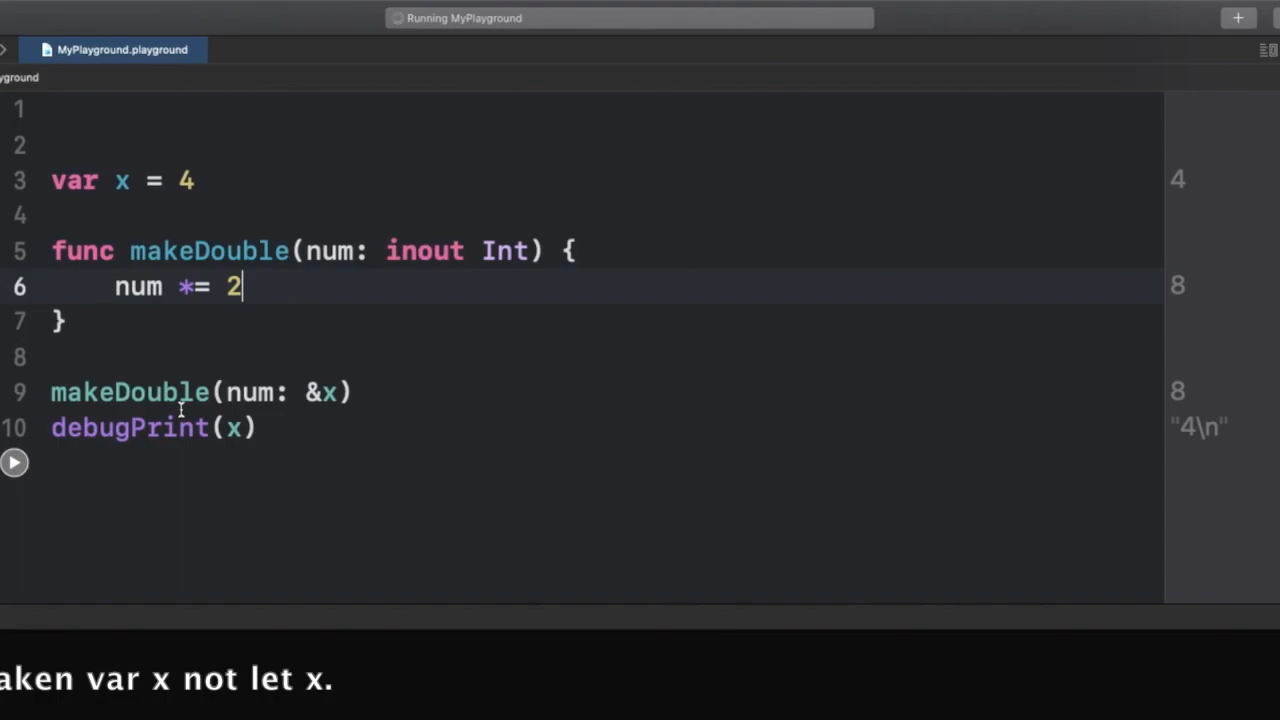 Running MyPlayground
+
MyPlayground.playground
yground
1
2
3 var x = 4 4
4
5 func makeDouble(num: inout Int) {
6 num *= 2 8
7 }
8
9 makeDouble(num: &x) 8
10 debugPrint(x) "4\n"
aken var x not let x.